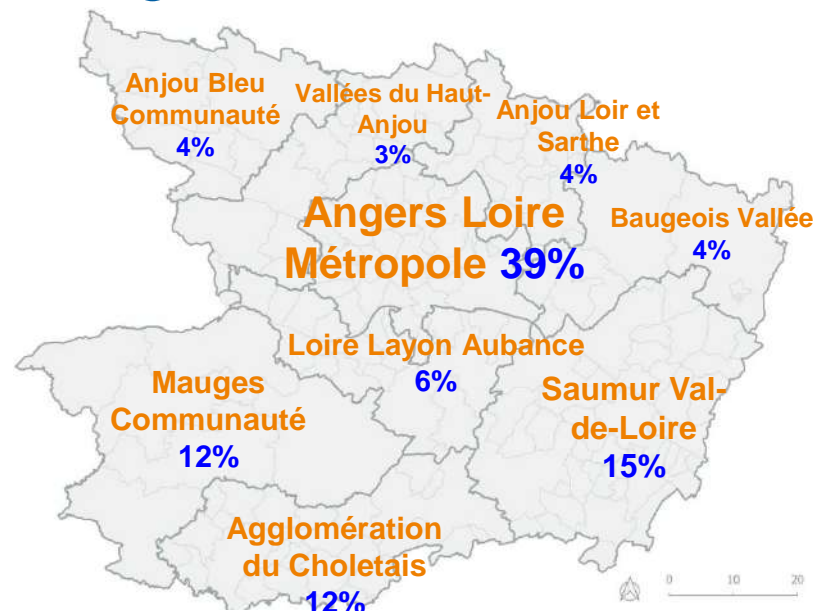 Anjou Bleu
Communauté
4%
Vallées du Haut-
Anjou
3%
Anjou Loir et
Sarthe
4%
Angers Loire
Métropole 39%
Baugeois Vallée
4%
Loire Layon Aubance
6%
Mauges
Communauté
12%
Saumur Val-
de-Loire
15%
Agglomération
du Choletais
12%
0 10 20